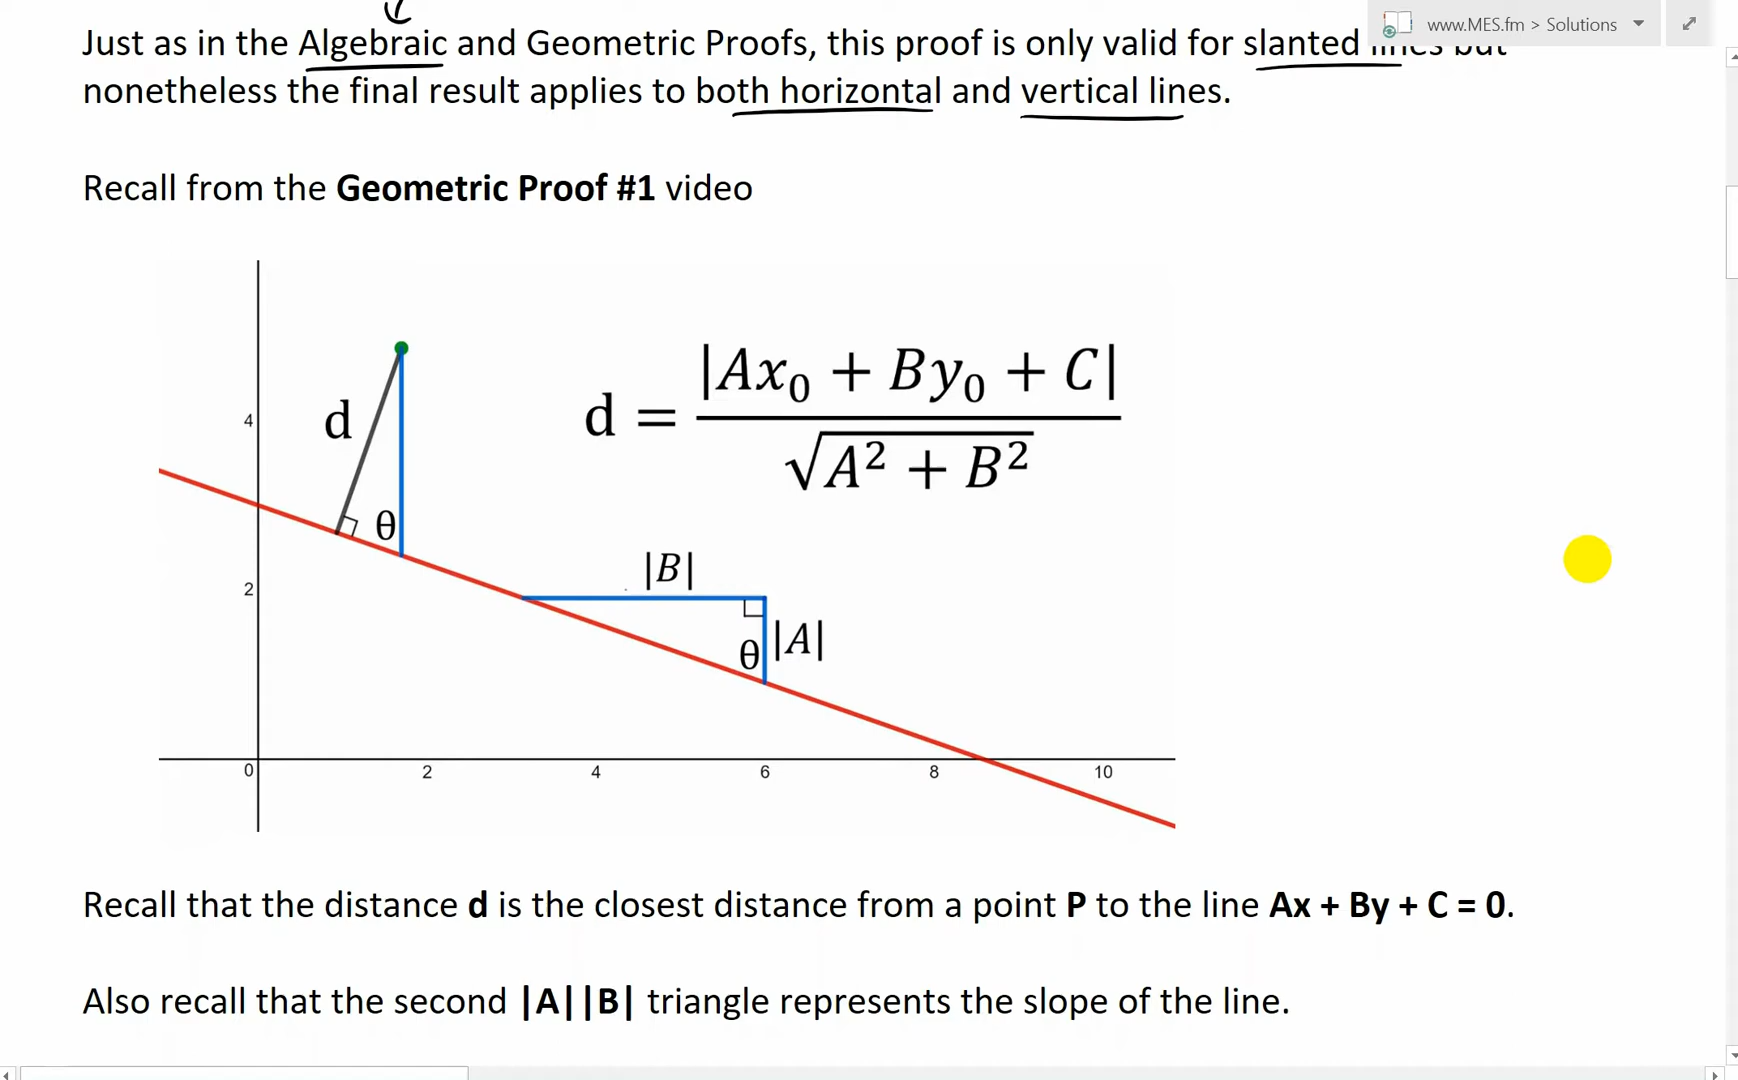 www.MES.fm > Solutions
Just as in the Algebraic and Geometric Proofs, this proof is only valid for slanted lines but
nonetheless the final result applies to both horizontal and vertical lines.
Recall from the Geometric Proof #1 video
d = |Ax₀ + By₀ + C| / √(A² + B²)
d
4
θ
|B|
2
θ |A|
0 2 4 6 8 10
Recall that the distance d is the closest distance from a point P to the line Ax + By + C = 0.
Also recall that the second |A||B| triangle represents the slope of the line.